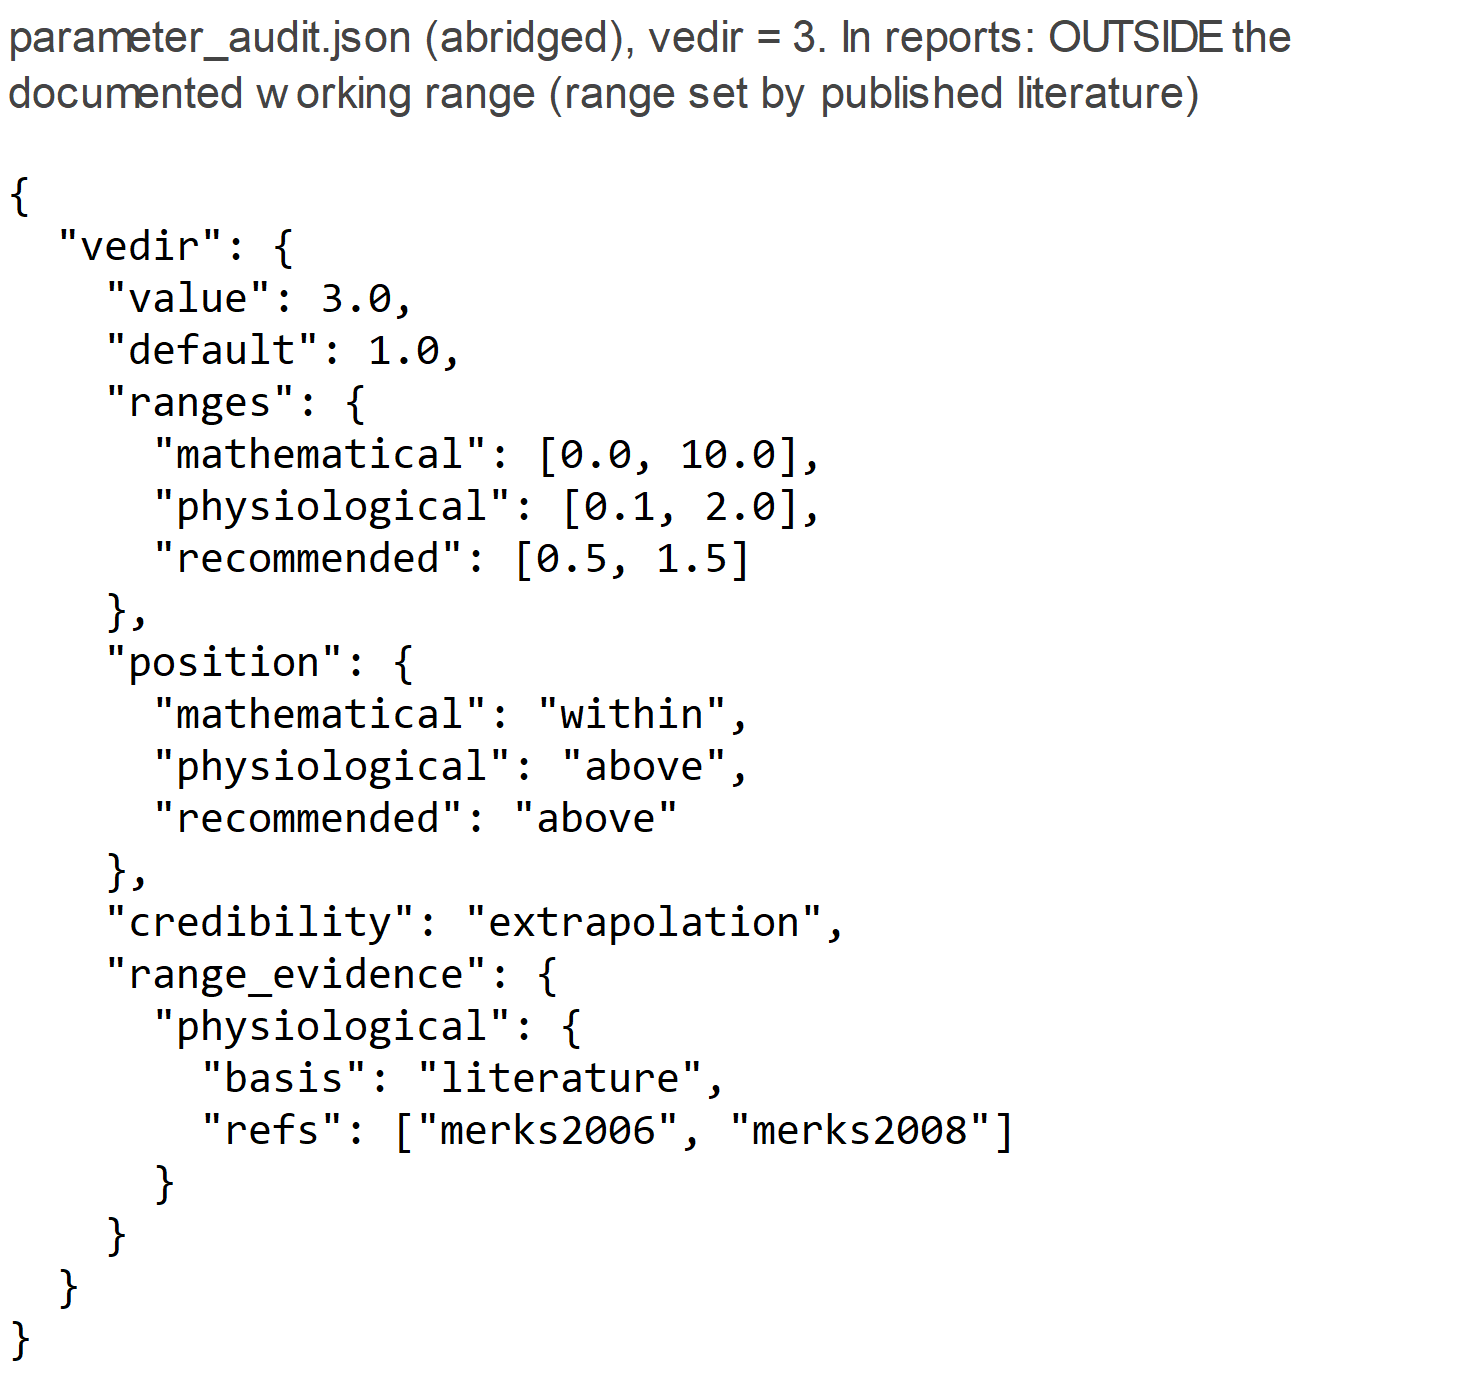 parameter_audit.json (abridged), vedir = 3. In reports: OUTSIDE the
documented working range (range set by published literature)
{
  "vedir": {
    "value": 3.0,
    "default": 1.0,
    "ranges": {
      "mathematical": [0.0, 10.0],
      "physiological": [0.1, 2.0],
      "recommended": [0.5, 1.5]
    },
    "position": {
      "mathematical": "within",
      "physiological": "above",
      "recommended": "above"
    },
    "credibility": "extrapolation",
    "range_evidence": {
      "physiological": {
        "basis": "literature",
        "refs": ["merks2006", "merks2008"]
      }
    }
  }
}